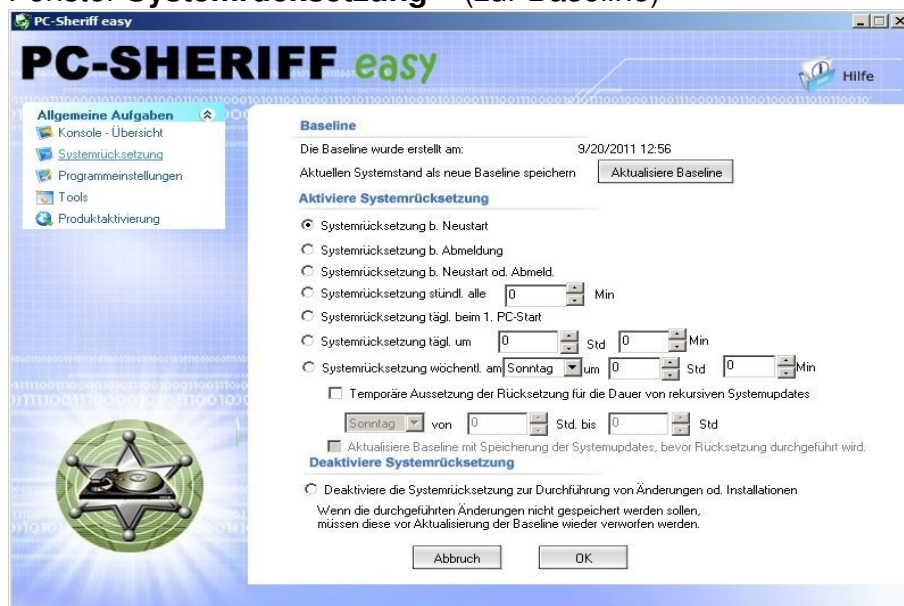 Fenster Systemrücksetzung – (zur Baseline)
PC-Sheriff easy
PC-SHERIFF easy
Hilfe
Allgemeine Aufgaben
Konsole - Übersicht
Systemrücksetzung
Programmeinstellungen
Tools
Produktaktivierung
Baseline
Die Baseline wurde erstellt am: 9/20/2011 12:56
Aktuellen Systemstand als neue Baseline speichern Aktualisiere Baseline
Aktiviere Systemrücksetzung
Systemrücksetzung b. Neustart
Systemrücksetzung b. Abmeldung
Systemrücksetzung b. Neustart od. Abmeld.
Systemrücksetzung stündl. alle 0 Min
Systemrücksetzung tägl. beim 1. PC-Start
Systemrücksetzung tägl. um 0 Std 0 Min
Systemrücksetzung wöchentl. am Sonntag um 0 Std 0 Min
Temporäre Aussetzung der Rücksetzung für die Dauer von rekursiven Systemupdates
Sonntag von 0 Std. bis 0 Std
Aktualisiere Baseline mit Speicherung der Systemupdates, bevor Rücksetzung durchgeführt wird.
Deaktiviere Systemrücksetzung
Deaktiviere die Systemrücksetzung zur Durchführung von Änderungen od. Installationen
Wenn die durchgeführten Änderungen nicht gespeichert werden sollen,
müssen diese vor Aktualisierung der Baseline wieder verworfen werden.
Abbruch OK